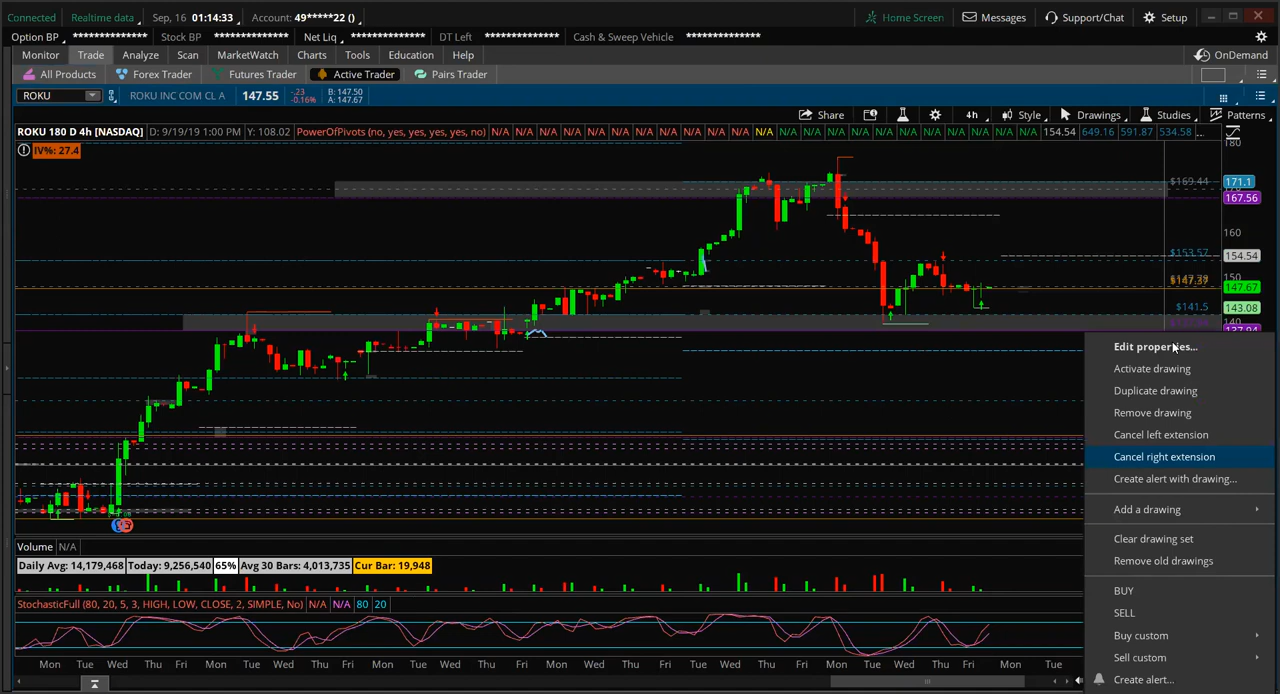 Connected Realtime data Sep, 16 01:14:33 Account: 49*****22 () Home Screen Messages Support/Chat Setup
Option BP ************** Stock BP ************** Net Liq ************** DT Left ************** Cash & Sweep Vehicle **************
Monitor Trade Analyze Scan MarketWatch Charts Tools Education Help OnDemand
All Products Forex Trader Futures Trader Active Trader Pairs Trader
ROKU ROKU INC COM CL A 147.55 -.23 -0.16% B: 147.50 A: 147.67
Share 4h Style Drawings Studies Patterns
ROKU 180 D 4h [NASDAQ] D: 9/19/19 1:00 PM Y: 108.02 PowerOfPivots (no, yes, yes, yes, yes, no) N/A N/A N/A N/A N/A N/A N/A N/A N/A N/A N/A N/A N/A N/A N/A N/A N/A N/A N/A N/A N/A N/A N/A 154.54 649.16 591.87 534.58
IV%: 27.4
180
$169.44 171.1
167.56
160
$153.57 154.54
150
$147.37 147.67
$141.5 143.08
140
137.94
Edit properties...
Activate drawing
Duplicate drawing
Remove drawing
Cancel left extension
Cancel right extension
Create alert with drawing...
Add a drawing
Clear drawing set
Remove old drawings
BUY
SELL
Buy custom
Sell custom
Create alert...
Volume N/A
Daily Avg: 14,179,468 Today: 9,256,540 65% Avg 30 Bars: 4,013,735 Cur Bar: 19,948
StochasticFull (80, 20, 5, 3, HIGH, LOW, CLOSE, 2, SIMPLE, No) N/A N/A 80 20
Mon Tue Wed Thu Fri Mon Wed Thu Fri Mon Tue Wed Thu Fri Mon Tue Wed Thu Fri Mon Tue Wed Thu Fri Mon Tue Wed Thu Fri Mon Tue